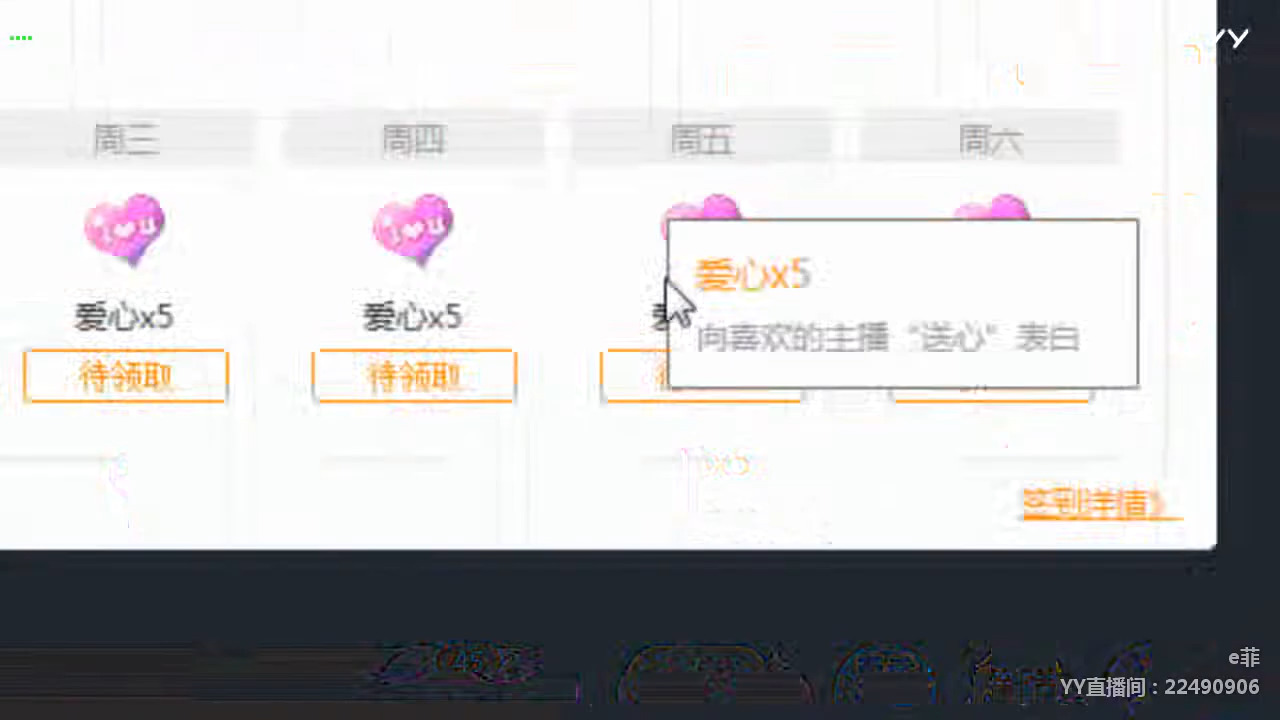 YY
周三
周四
周五
周六
爱心x5
爱心x5
待领取
待领取
爱心x5
向喜欢的主播“送心”表白
签到详情》
e菲
YY直播间：22490906